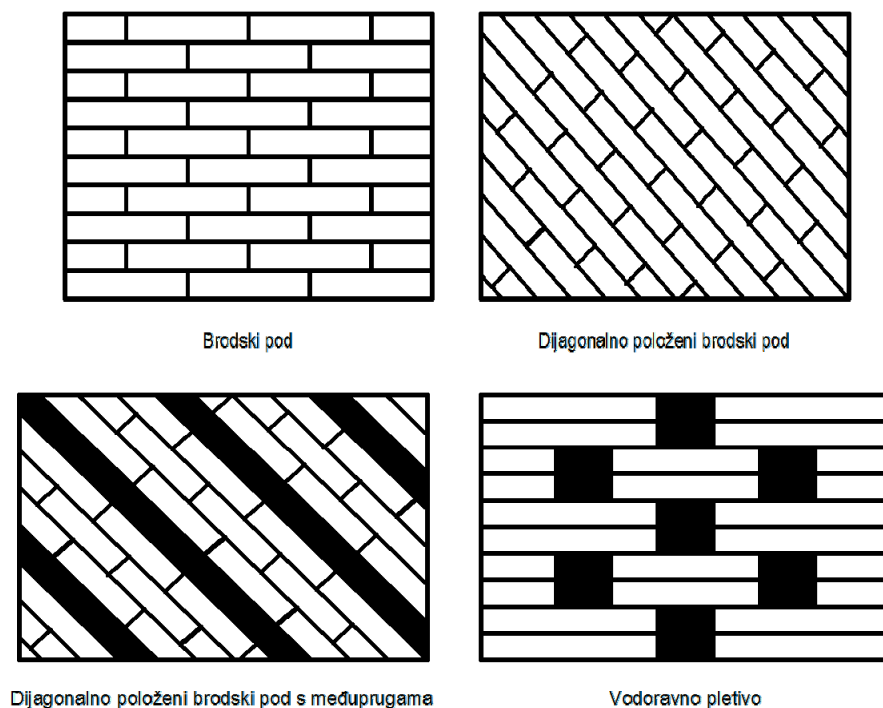 Brodski pod
Dijagonalno položeni brodski pod
Dijagonalno položeni brodski pod s međuprugama
Vodoravno pletivo